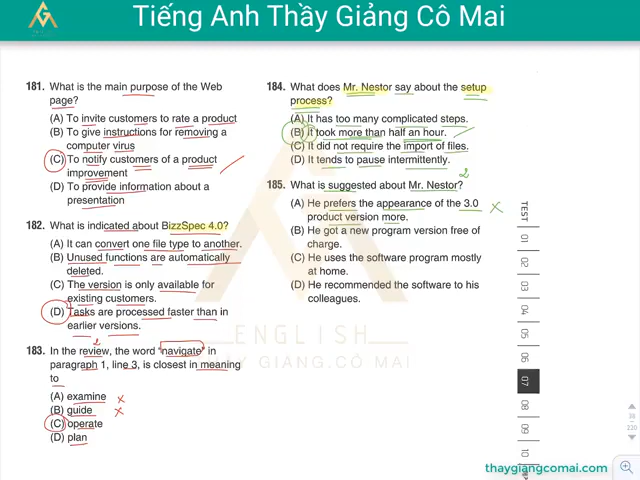 Tiếng Anh Thầy Giảng Cô Mai
181. What is the main purpose of the Web
page?
(A) To invite customers to rate a product
(B) To give instructions for removing a
computer virus
(C) To notify customers of a product
improvement
(D) To provide information about a
presentation
182. What is indicated about BizzSpec 4.0?
(A) It can convert one file type to another.
(B) Unused functions are automatically
deleted.
(C) The version is only available for
existing customers.
(D) Tasks are processed faster than in
earlier versions.
183. In the review, the word "navigate" in
paragraph 1, line 3, is closest in meaning
to
(A) examine
(B) guide
(C) operate
(D) plan
184. What does Mr. Nestor say about the setup
process?
(A) It has too many complicated steps.
(B) It took more than half an hour.
(C) It did not require the import of files.
(D) It tends to pause intermittently.
185. What is suggested about Mr. Nestor?
(A) He prefers the appearance of the 3.0
product version more.
(B) He got a new program version free of
charge.
(C) He uses the software program mostly
at home.
(D) He recommended the software to his
colleagues.
TEST
01
02
03
04
05
06
07
08
09
10
ENGLISH
GIANG.CÔ MAI
38
220
thaygiangcomai.com